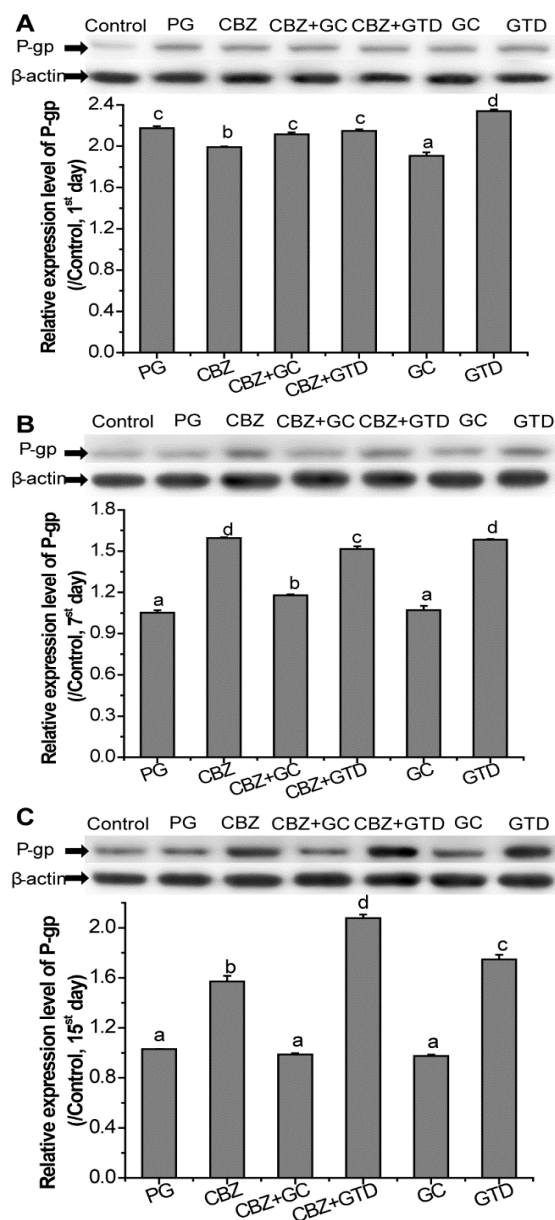 A
Control PG CBZ CBZ+GC CBZ+GTD GC GTD
P-gp
β-actin
Relative expression level of P-gp
(/Control, 1st day)
2.4
2.0
1.6
1.2
0.8
0.4
0.0
c b c c a d
PG CBZ CBZ+GC CBZ+GTD GC GTD
B
Control PG CBZ CBZ+GC CBZ+GTD GC GTD
P-gp
β-actin
Relative expression level of P-gp
(/Control, 7st day)
1.8
1.5
1.2
0.9
0.6
0.3
0.0
a d b c a d
PG CBZ CBZ+GC CBZ+GTD GC GTD
C
Control PG CBZ CBZ+GC CBZ+GTD GC GTD
P-gp
β-actin
Relative expression level of P-gp
(/Control, 15st day)
2.0
1.6
1.2
0.8
0.4
0.0
a b a d a c
PG CBZ CBZ+GC CBZ+GTD GC GTD